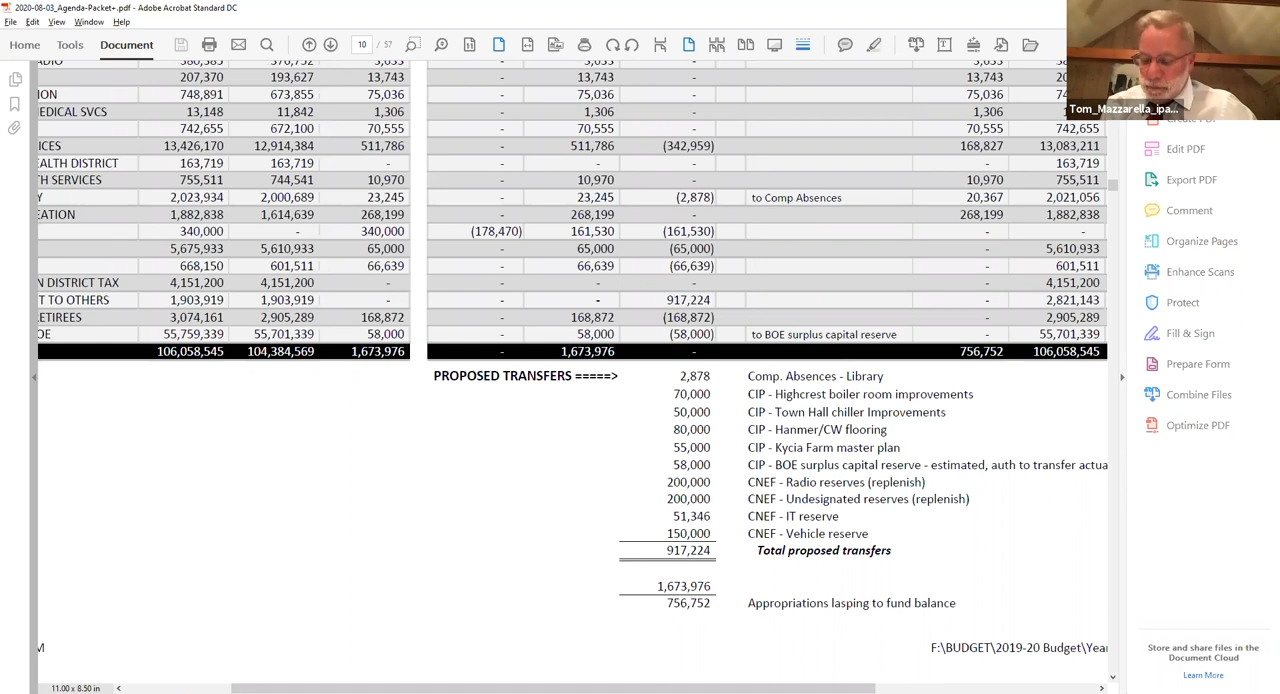 2020-08-03_Agenda-Packet+.pdf - Adobe Acrobat Standard DC
File Edit View Window Help
Home Tools Document 10 / 57
Tom_Mazzarella_ipa...
207,370 193,627 13,743 - 13,743 - 13,743
ION 748,891 673,855 75,036 - 75,036 - 75,036
EDICAL SVCS 13,148 11,842 1,306 - 1,306 - 1,306
742,655 672,100 70,555 - 70,555 - 70,555 742,655
ICES 13,426,170 12,914,384 511,786 - 511,786 (342,959) 168,827 13,083,211
EALTH DISTRICT 163,719 163,719 - - - - - 163,719
TH SERVICES 755,511 744,541 10,970 - 10,970 - 10,970 755,511
Y 2,023,934 2,000,689 23,245 - 23,245 (2,878) to Comp Absences 20,367 2,021,056
EATION 1,882,838 1,614,639 268,199 - 268,199 - 268,199 1,882,838
340,000 - 340,000 (178,470) 161,530 (161,530) - -
5,675,933 5,610,933 65,000 - 65,000 (65,000) - 5,610,933
668,150 601,511 66,639 - 66,639 (66,639) - 601,511
N DISTRICT TAX 4,151,200 4,151,200 - - - - - 4,151,200
T TO OTHERS 1,903,919 1,903,919 - - - 917,224 - 2,821,143
ETIREES 3,074,161 2,905,289 168,872 - 168,872 (168,872) - 2,905,289
OE 55,759,339 55,701,339 58,000 - 58,000 (58,000) to BOE surplus capital reserve - 55,701,339
106,058,545 104,384,569 1,673,976 - 1,673,976 - 756,752 106,058,545
PROPOSED TRANSFERS =====> 2,878 Comp. Absences - Library
70,000 CIP - Highcrest boiler room improvements
50,000 CIP - Town Hall chiller Improvements
80,000 CIP - Hanmer/CW flooring
55,000 CIP - Kycia Farm master plan
58,000 CIP - BOE surplus capital reserve - estimated, auth to transfer actua
200,000 CNEF - Radio reserves (replenish)
200,000 CNEF - Undesignated reserves (replenish)
51,346 CNEF - IT reserve
150,000 CNEF - Vehicle reserve
917,224 Total proposed transfers
1,673,976
756,752 Appropriations lasping to fund balance
M F:\BUDGET\2019-20 Budget\Year
11.00 x 8.50 in
Edit PDF
Export PDF
Comment
Organize Pages
Enhance Scans
Protect
Fill & Sign
Prepare Form
Combine Files
Optimize PDF
Store and share files in the
Document Cloud
Learn More